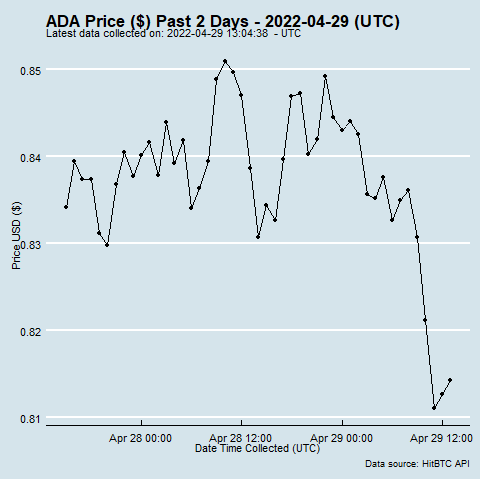 ADA Price ($) Past 2 Days - 2022-04-29 (UTC)
Latest data collected on: 2022-04-29 13:04:38 - UTC
0.85
0.84
0.83
0.82
0.81
Price USD ($)
Apr 28 00:00 Apr 28 12:00 Apr 29 00:00 Apr 29 12:00
Date Time Collected (UTC)
Data source: HitBTC API